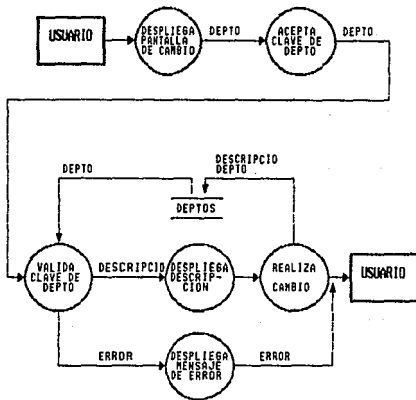 USUARIO
DESPLIEGA
PANTALLA
DE CAMBIO
DEPTO
ACEPTA
CLAVE DE
DEPTO
DEPTO
DEPTO
DESCRIPCIO
DEPTO
DEPTOS
VALIDA
CLAVE DE
DEPTO
DESCRIPCIO
DESPLIEGA
DESCRIP-
CION
REALIZA
CAMBIO
USUARIO
ERROR
DESPLIEGA
MENSAJE
DE ERROR
ERROR